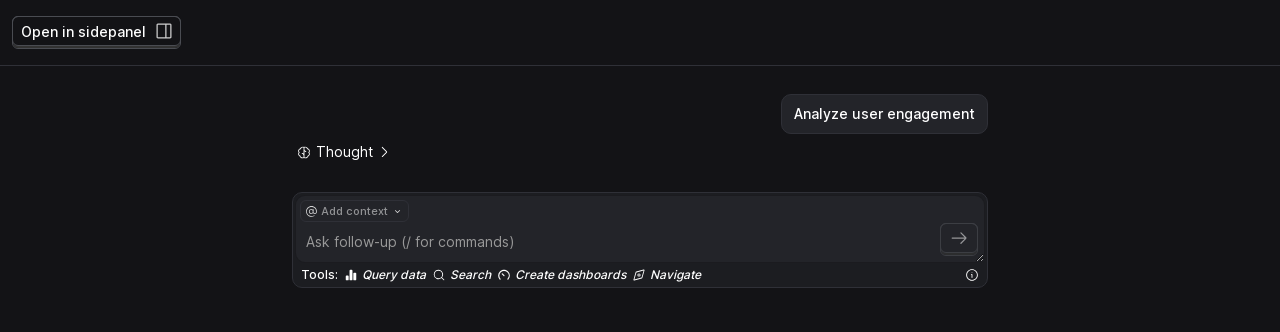 Open in sidepanel
Analyze user engagement
Thought
@ Add context
Ask follow-up (/ for commands)
Tools: Query data Search Create dashboards Navigate